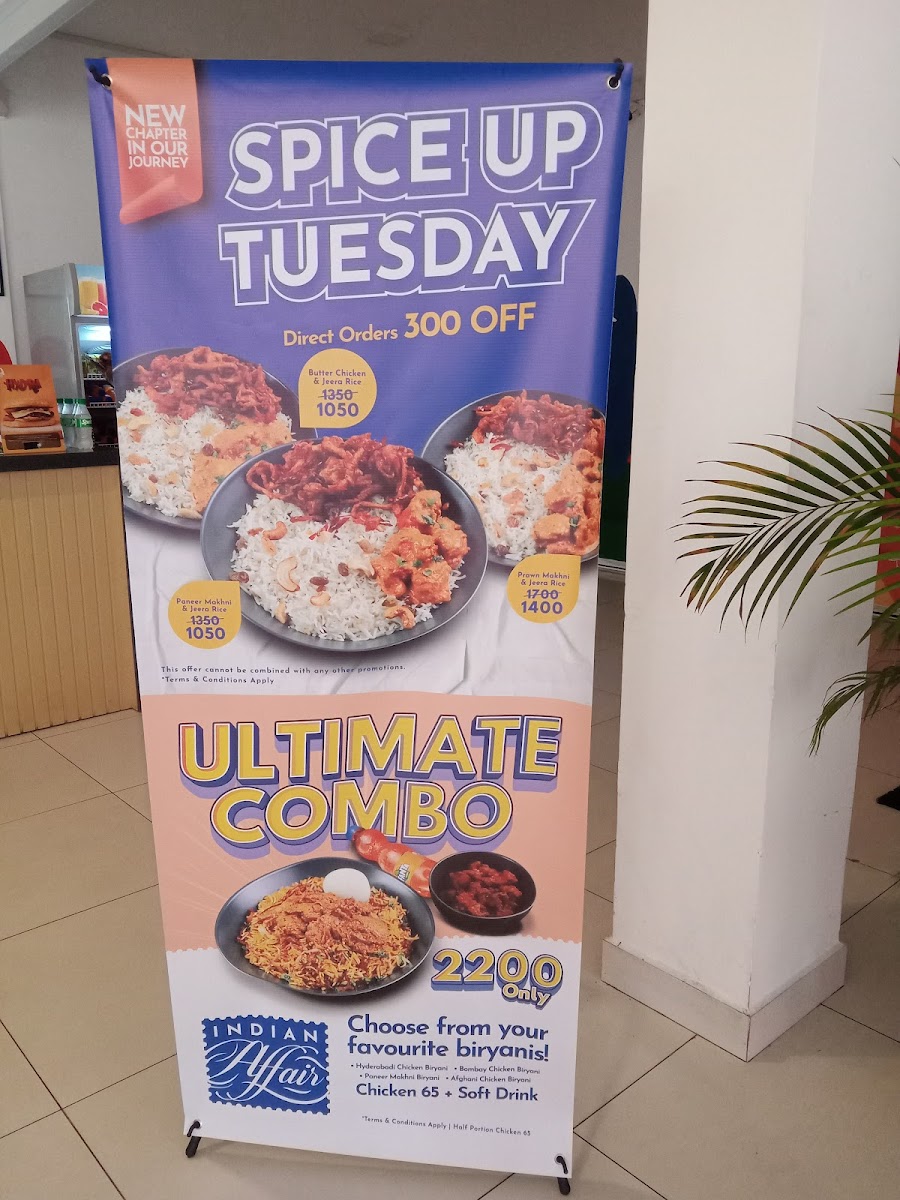 NEW
CHAPTER
IN OUR
JOURNEY
SPICE UP
TUESDAY
Direct Orders 300 OFF
Butter Chicken
& Jeera Rice
1350
1050
Prawn Makhni
& Jeera Rice
1700
1400
Paneer Makhni
& Jeera Rice
1350
1050
This offer cannot be combined with any other promotions.
*Terms & Conditions Apply
ULTIMATE
COMBO
FANTA
2200
Only
INDIAN
Affair
Choose from your
favourite biryanis!
• Hyderabadi Chicken Biryani • Bombay Chicken Biryani
• Paneer Makhni Biryani • Afghani Chicken Biryani
Chicken 65 + Soft Drink
*Terms & Conditions Apply | Half Portion Chicken 65